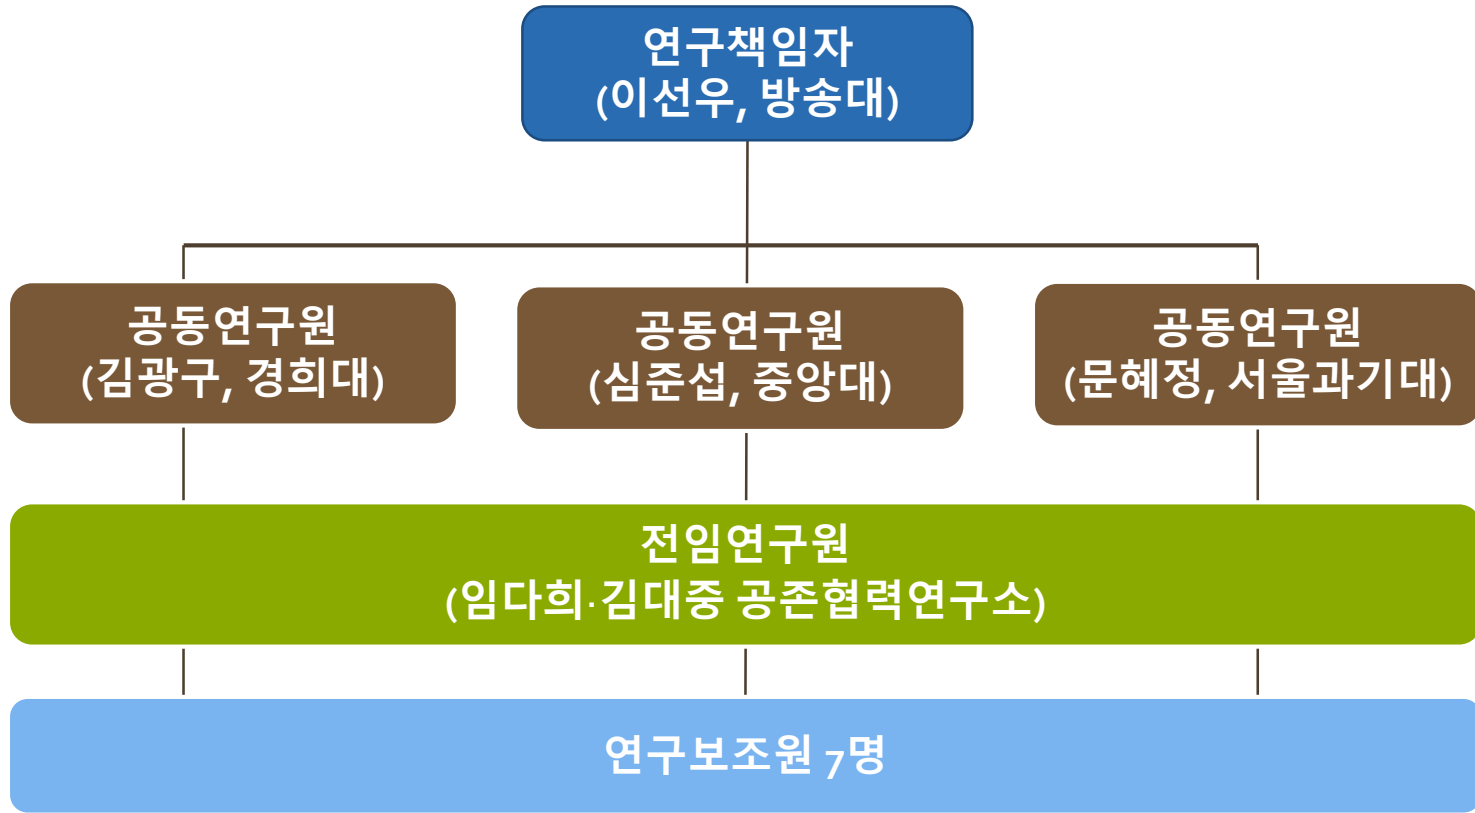 연구책임자
(이선우, 방송대)
공동연구원
(김광구, 경희대)
공동연구원
(심준섭, 중앙대)
공동연구원
(문혜정, 서울과기대)
전임연구원
(임다희·김대중 공존협력연구소)
연구보조원 7명